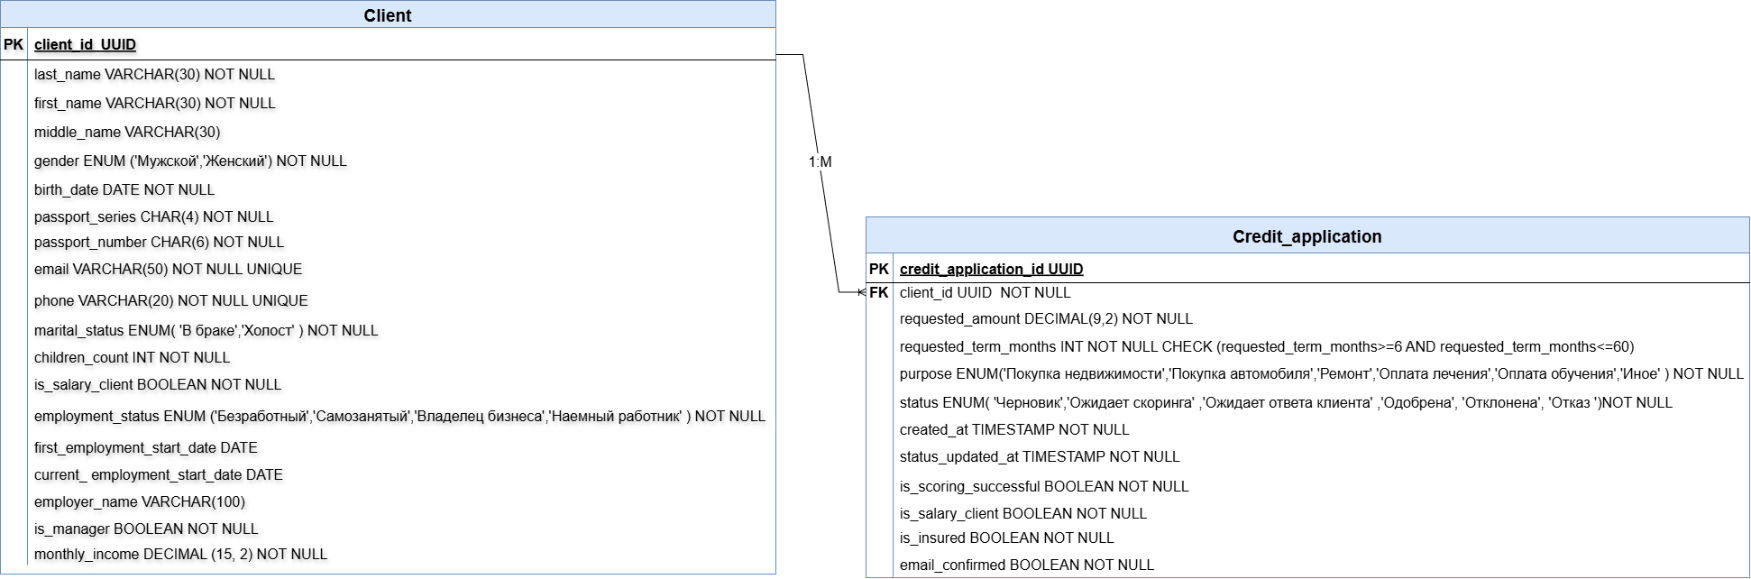 Client
PK client_id UUID
last_name VARCHAR(30) NOT NULL
first_name VARCHAR(30) NOT NULL
middle_name VARCHAR(30)
gender ENUM ('Мужской','Женский') NOT NULL
birth_date DATE NOT NULL
passport_series CHAR(4) NOT NULL
passport_number CHAR(6) NOT NULL
email VARCHAR(50) NOT NULL UNIQUE
phone VARCHAR(20) NOT NULL UNIQUE
marital_status ENUM( 'В браке','Холост' ) NOT NULL
children_count INT NOT NULL
is_salary_client BOOLEAN NOT NULL
employment_status ENUM ('Безработный','Самозанятый','Владелец бизнеса','Наемный работник' ) NOT NULL
first_employment_start_date DATE
current_ employment_start_date DATE
employer_name VARCHAR(100)
is_manager BOOLEAN NOT NULL
monthly_income DECIMAL (15, 2) NOT NULL
1:M
Credit_application
PK credit_application_id UUID
FK client_id UUID  NOT NULL
requested_amount DECIMAL(9,2) NOT NULL
requested_term_months INT NOT NULL CHECK (requested_term_months>=6 AND requested_term_months<=60)
purpose ENUM('Покупка недвижимости','Покупка автомобиля','Ремонт','Оплата лечения','Оплата обучения','Иное' ) NOT NULL
status ENUM( 'Черновик','Ожидает скоринга' ,'Ожидает ответа клиента' ,'Одобрена', 'Отклонена', 'Отказ ')NOT NULL
created_at TIMESTAMP NOT NULL
status_updated_at TIMESTAMP NOT NULL
is_scoring_successful BOOLEAN NOT NULL
is_salary_client BOOLEAN NOT NULL
is_insured BOOLEAN NOT NULL
email_confirmed BOOLEAN NOT NULL